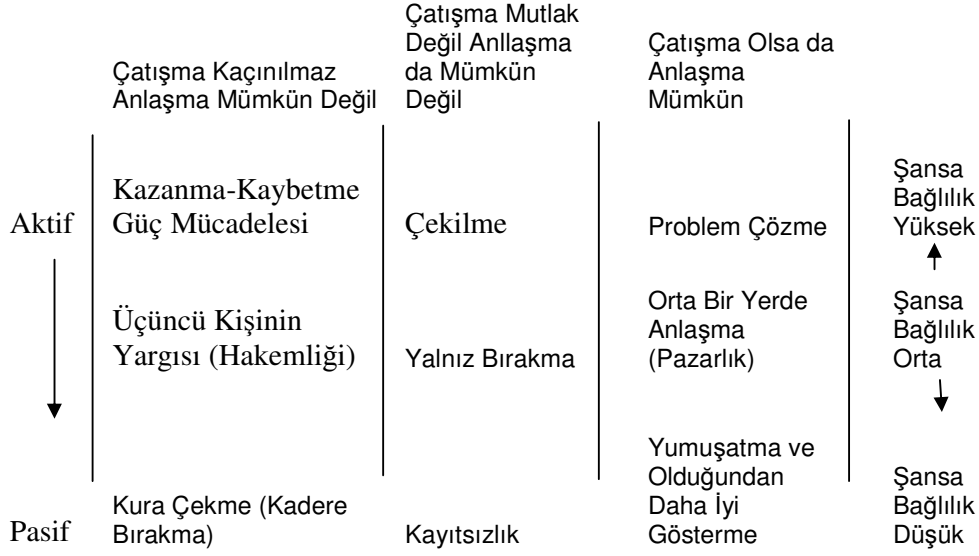 Çatışma Kaçınılmaz
Anlaşma Mümkün Değil
Çatışma Mutlak
Değil Anllaşma
da Mümkün
Değil
Çatışma Olsa da
Anlaşma
Mümkün
Aktif
Kazanma-Kaybetme
Güç Mücadelesi
Çekilme
Problem Çözme
Şansa
Bağlılık
Yüksek
Üçüncü Kişinin
Yargısı (Hakemliği)
Yalnız Bırakma
Orta Bir Yerde
Anlaşma
(Pazarlık)
Şansa
Bağlılık
Orta
Pasif
Kura Çekme (Kadere
Bırakma)
Kayıtsızlık
Yumuşatma ve
Olduğundan
Daha İyi
Gösterme
Şansa
Bağlılık
Düşük